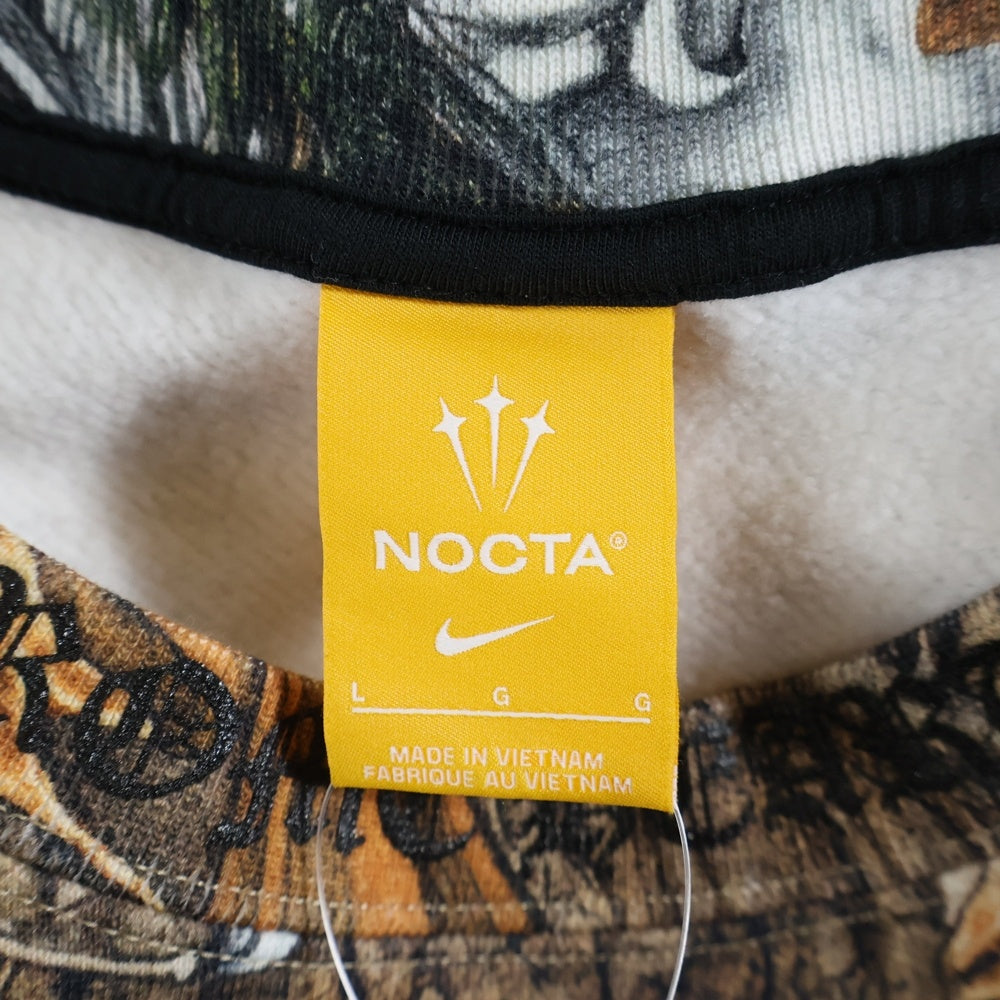 NOCTA®
L G G
MADE IN VIETNAM
FABRIQUE AU VIETNAM